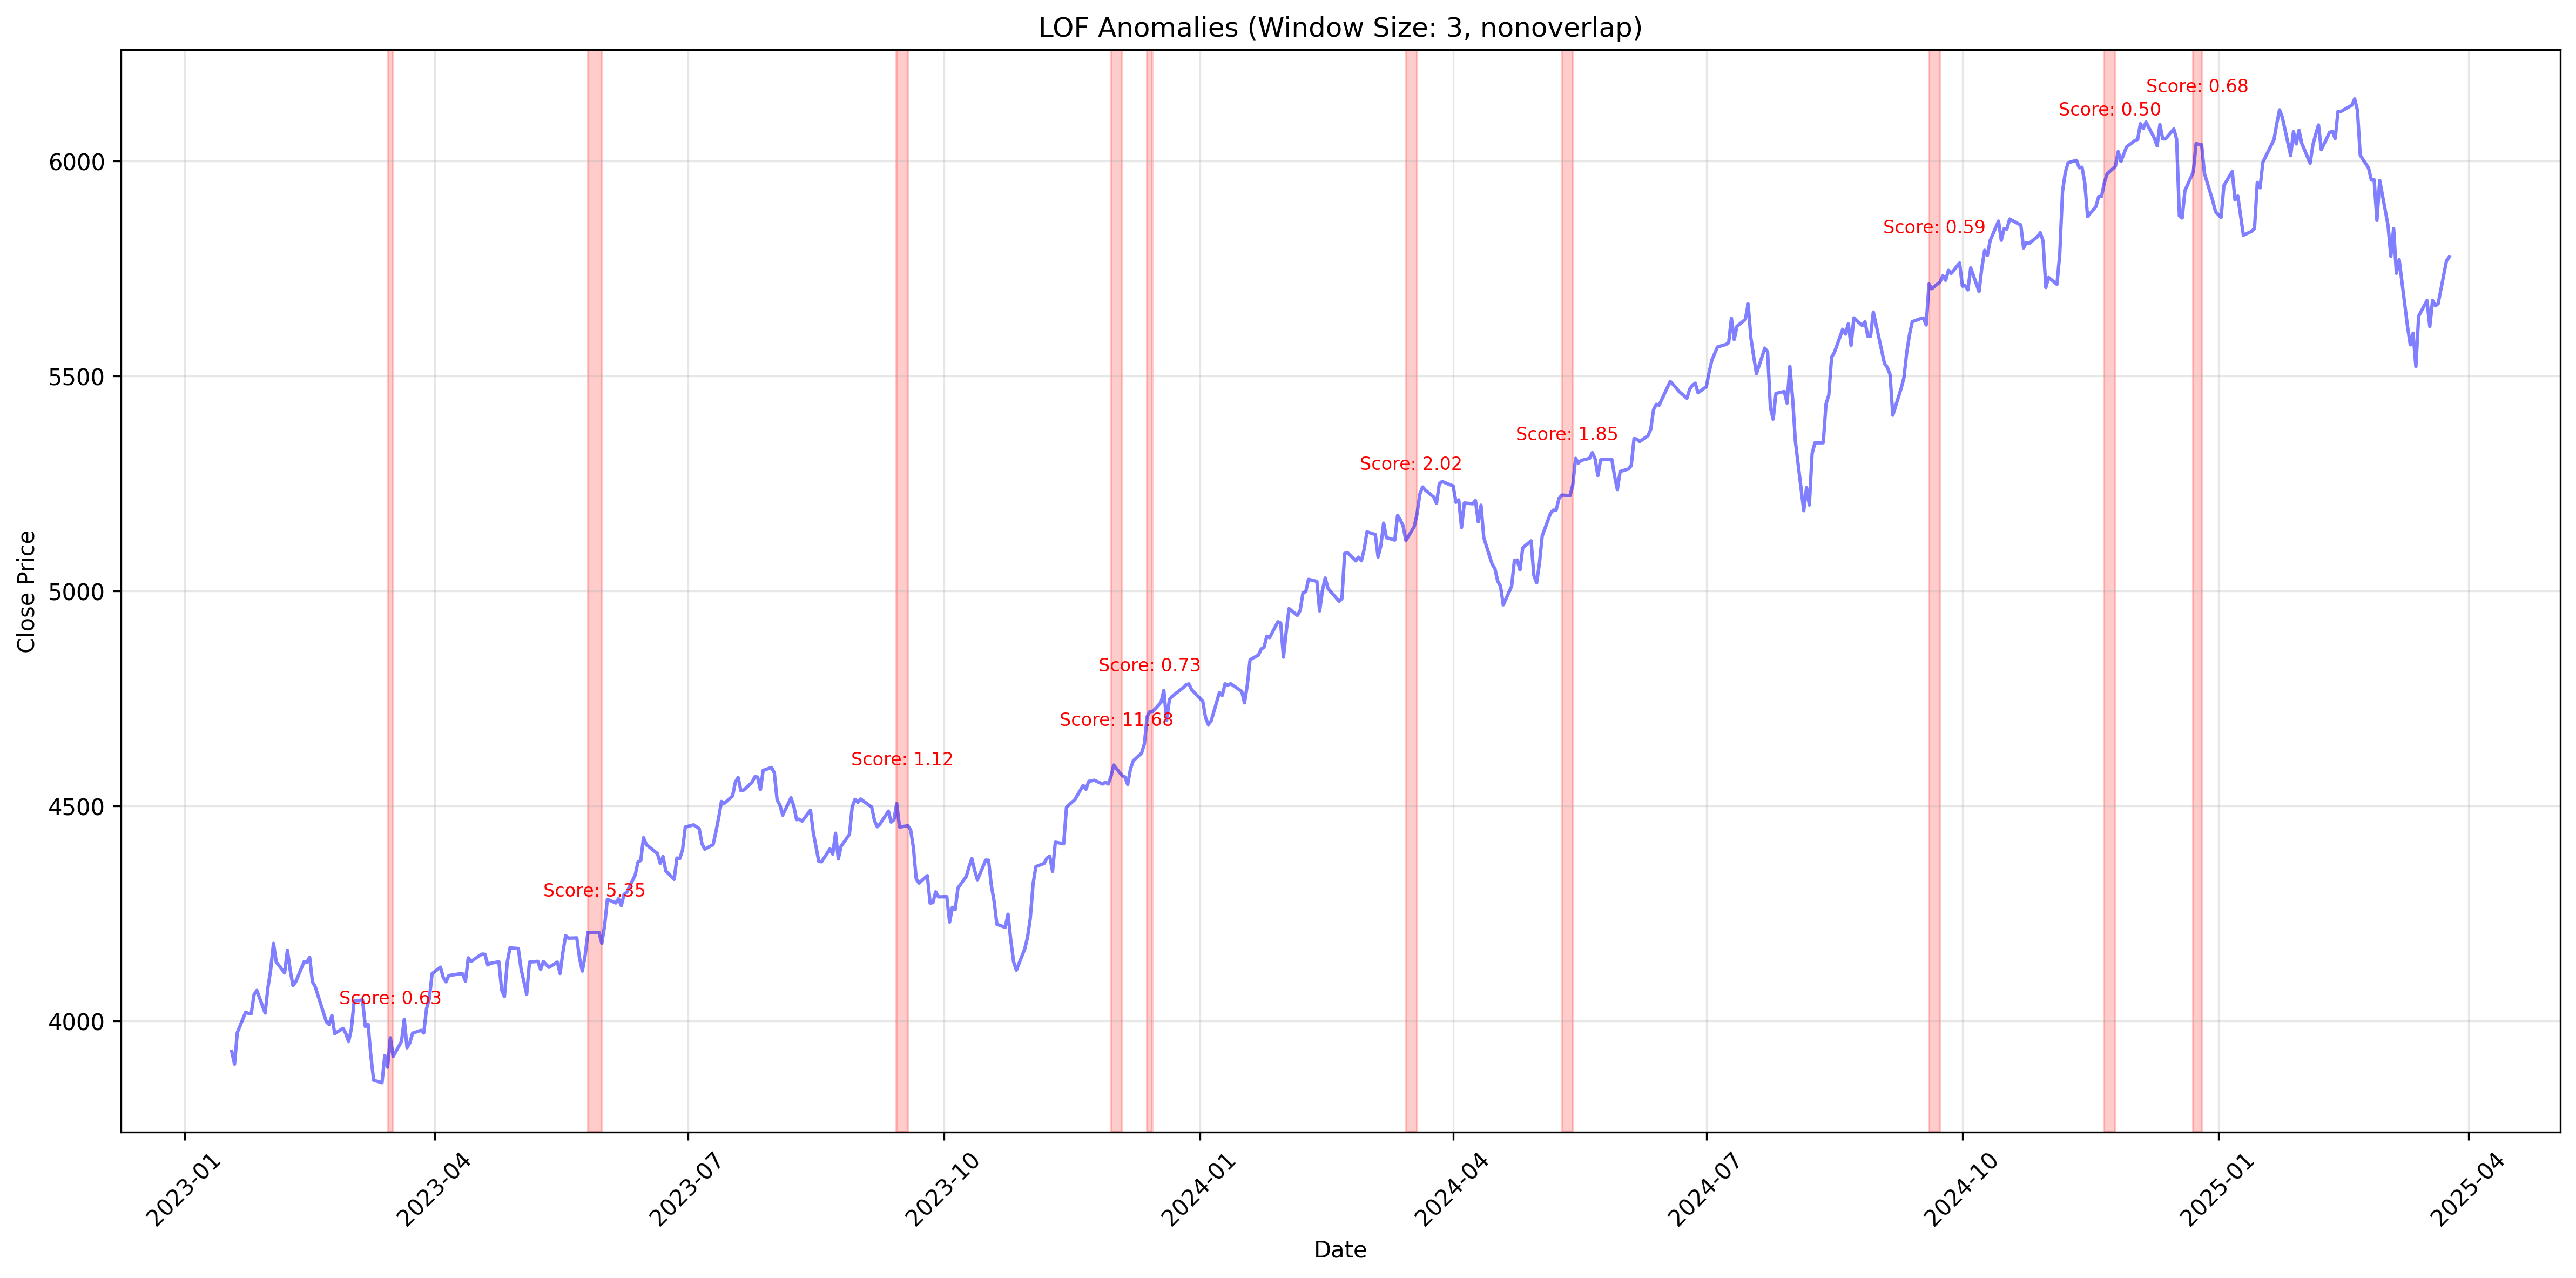 LOF Anomalies (Window Size: 3, nonoverlap)
Score: 0.68
Score: 0.50
6000
Score: 0.59
5500
Score: 1.85
Score: 2.02
5000
Close Price
Score: 0.73
Score: 11.68
Score: 1.12
4500
Score: 5.35
Score: 0.63
4000
2023-01
2023-04
2023-07
2023-10
2024-01
2024-04
2024-07
2024-10
2025-01
2025-04
Date